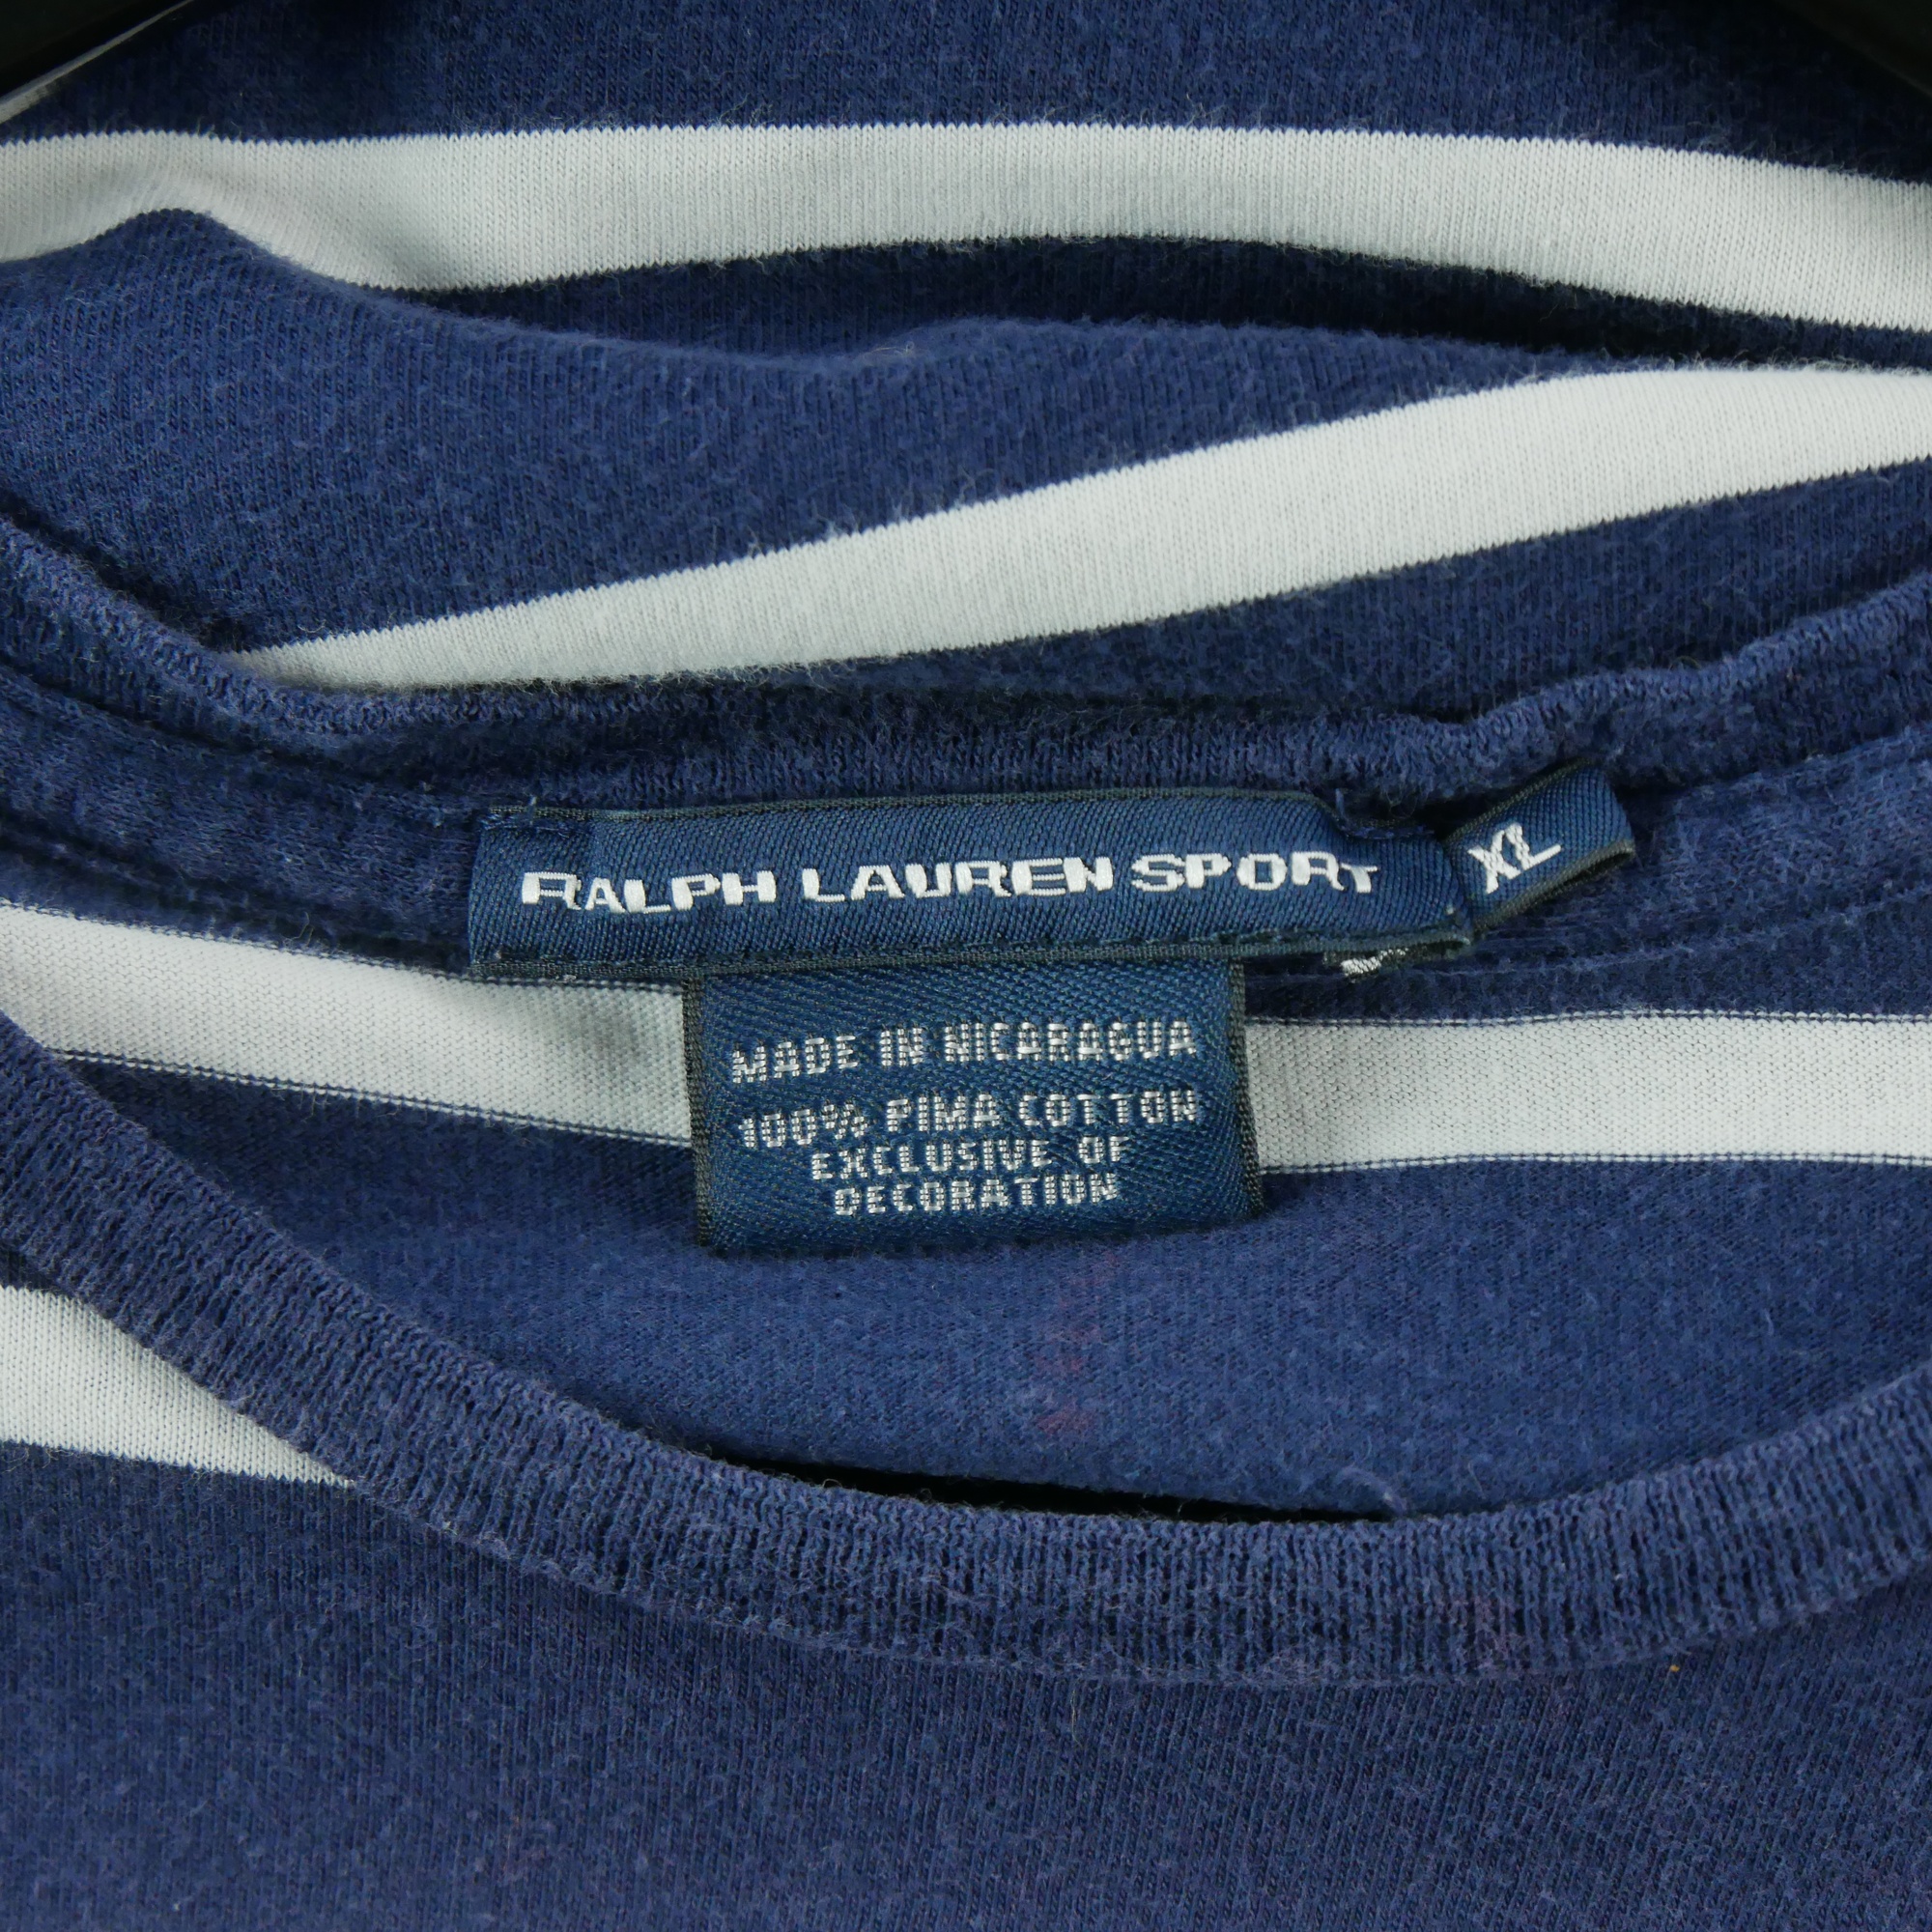 RALPH LAUREN SPORT
XL
MADE IN NICARAGUA
100% PIMA COTTON
EXCLUSIVE OF
DECORATION